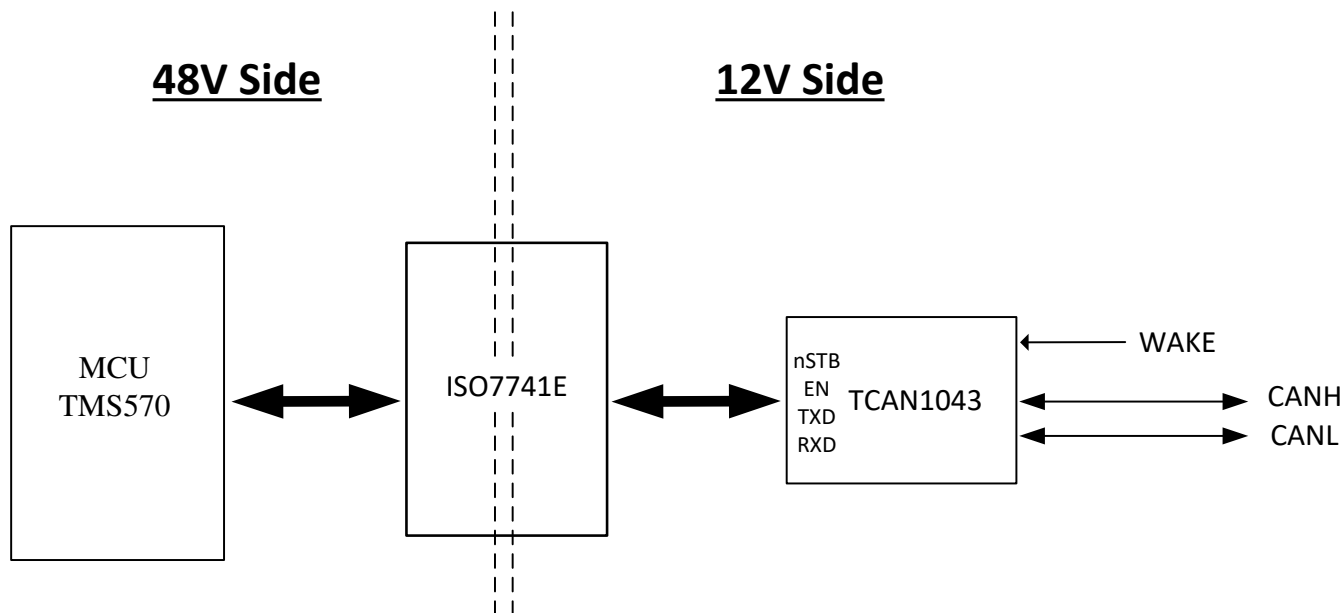 48V Side
12V Side
MCU
TMS570
ISO7741E
nSTB
EN
TXD
RXD
TCAN1043
WAKE
CANH
CANL